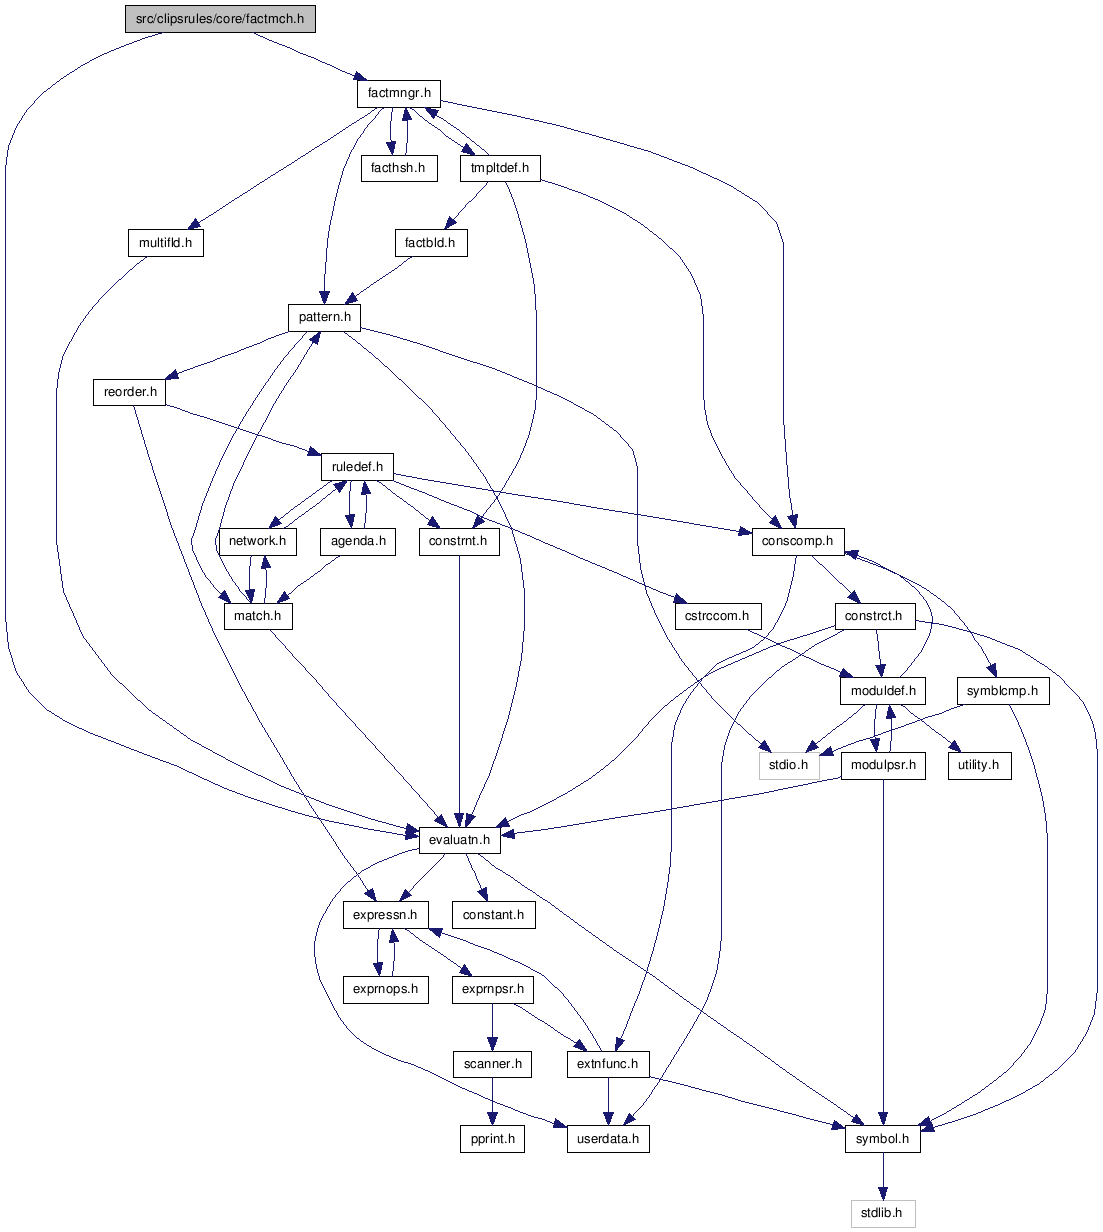 src/clipsrules/core/factmch.h
factmngr.h
facthsh.h
tmpltdef.h
multifld.h
factbld.h
pattern.h
reorder.h
ruledef.h
network.h
agenda.h
constrnt.h
conscomp.h
match.h
cstrccom.h
constrct.h
moduldef.h
symblcmp.h
stdio.h
modulpsr.h
utility.h
evaluatn.h
expressn.h
constant.h
exprnops.h
exprnpsr.h
scanner.h
extnfunc.h
pprint.h
userdata.h
symbol.h
stdlib.h